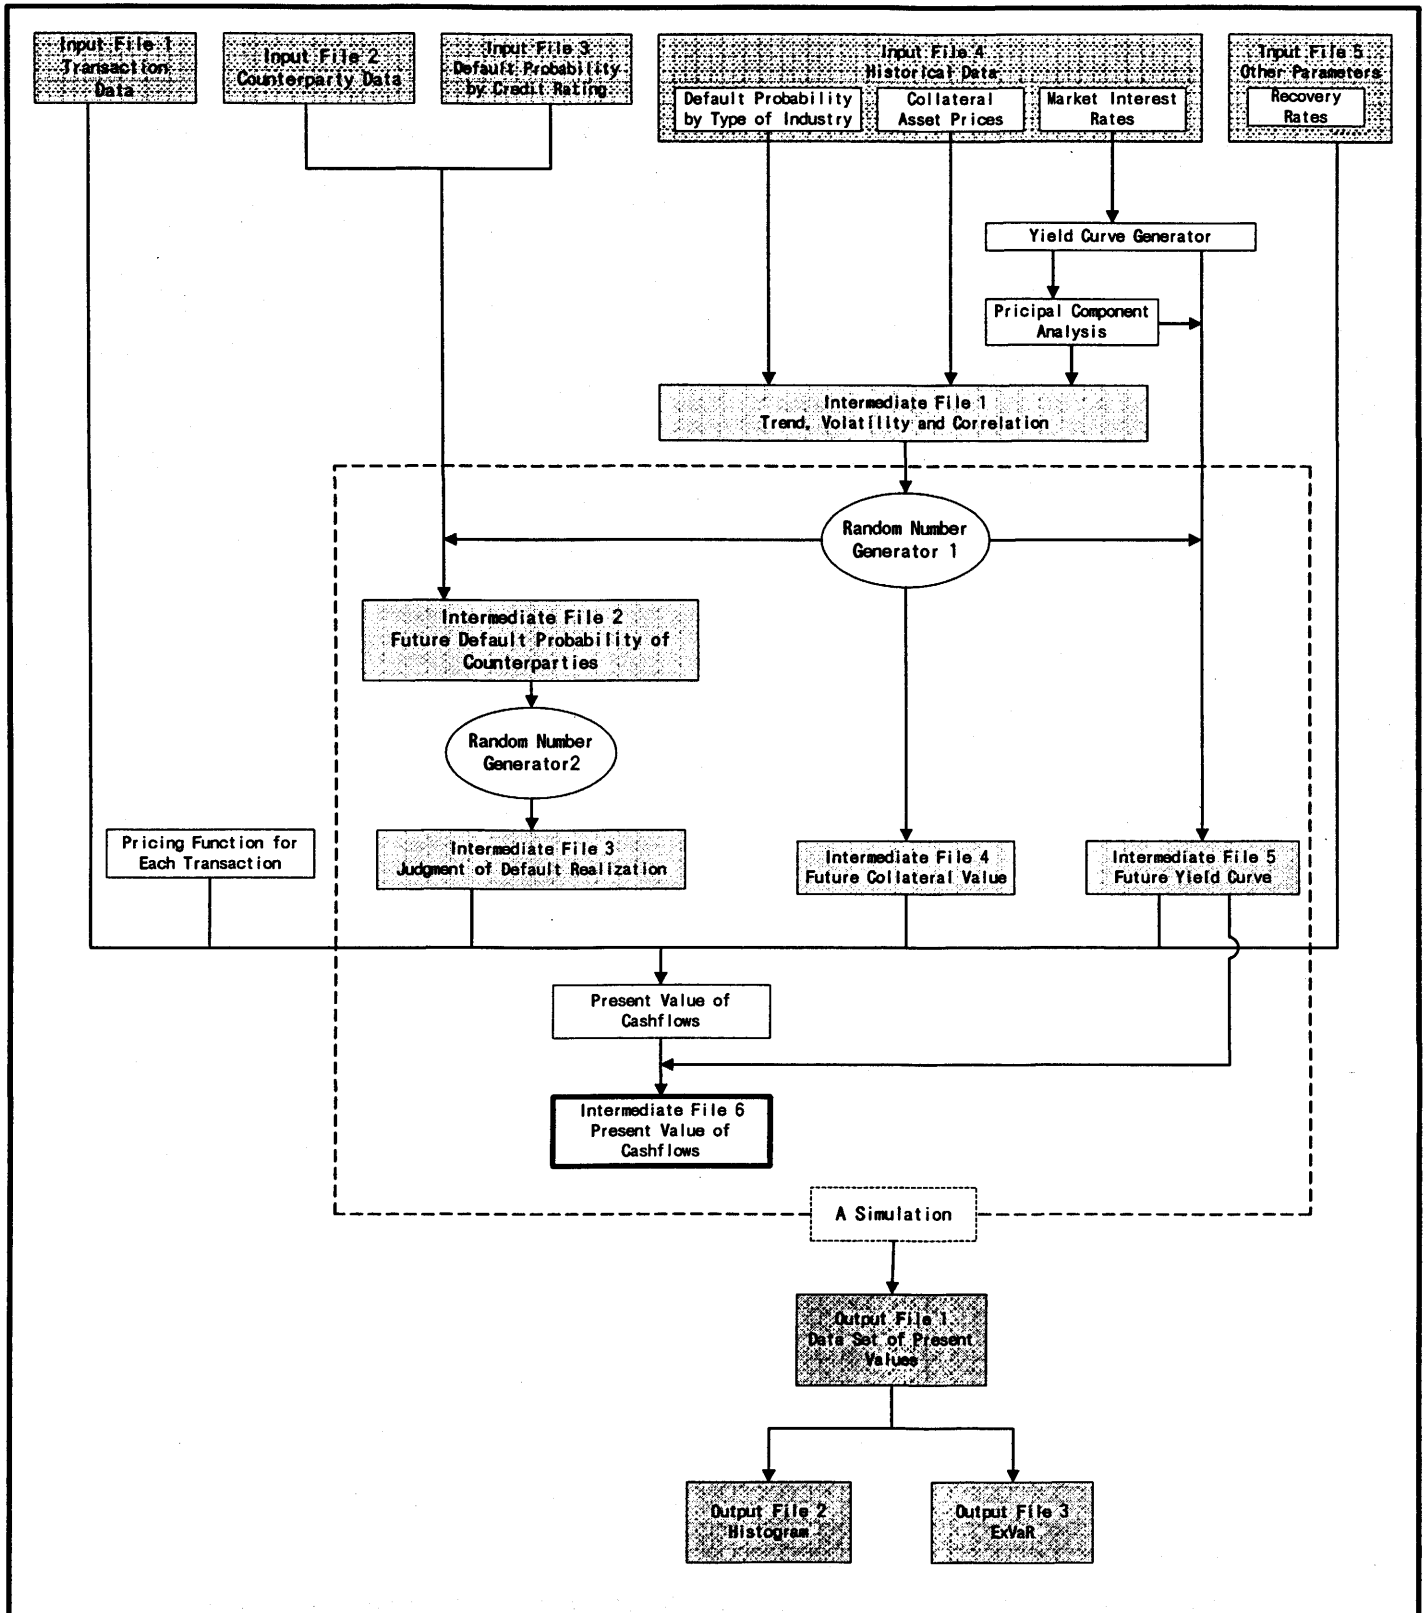 Input File 1
Transaction
Data
Input File 2
Counterparty Data
Input File 3
Default Probability
by Credit Rating
Input File 4
Historical Data
Default Probability
by Type of Industry
Collateral
Asset Prices
Market Interest
Rates
Input File 5
Other Parameters
Recovery
Rates
.....
Yield Curve Generator
Pricipal Component
Analysis
Intermediate File 1
Trend, Volatility and Correlation
Random Number
Generator 1
Intermediate File 2
Future Default Probability of
Counterparties
Random Number
Generator2
Pricing Function for
Each Transaction
Intermediate File 3
Judgment of Default Realization
Intermediate File 4
Future Collateral Value
Intermediate File 5
Future Yield Curve
Present Value of
Cashflows
Intermediate File 6
Present Value of
Cashflows
A Simulation
Output File 1
Data Set of Present
Values
Output File 2
Histogram
Output File 3
ExVaR